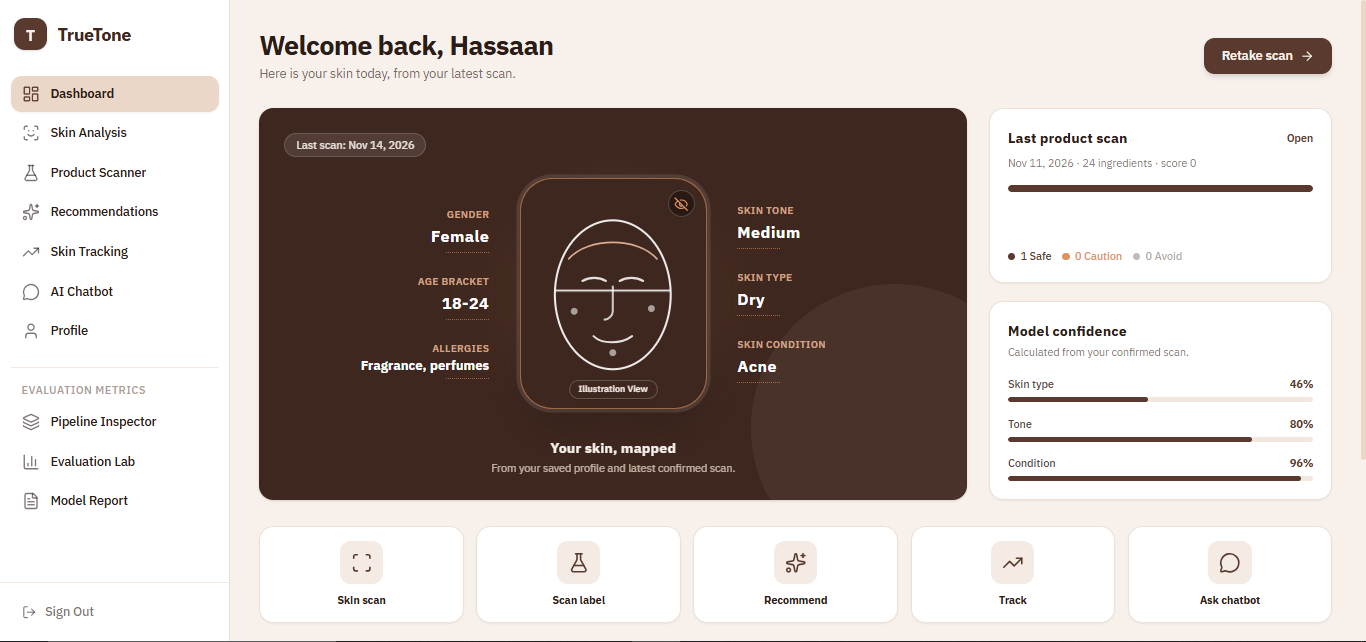 T
TrueTone
Dashboard
Skin Analysis
Product Scanner
Recommendations
Skin Tracking
AI Chatbot
Profile
EVALUATION METRICS
Pipeline Inspector
Evaluation Lab
Model Report
Sign Out
Welcome back, Hassaan
Here is your skin today, from your latest scan.
Retake scan →
Last scan: Nov 14, 2026
GENDER
Female
AGE BRACKET
18-24
ALLERGIES
Fragrance, perfumes
Illustration View
SKIN TONE
Medium
SKIN TYPE
Dry
SKIN CONDITION
Acne
Your skin, mapped
From your saved profile and latest confirmed scan.
Last product scan
Open
Nov 11, 2026 · 24 ingredients · score 0
1 Safe
0 Caution
0 Avoid
Model confidence
Calculated from your confirmed scan.
Skin type 46%
Tone 80%
Condition 96%
Skin scan
Scan label
Recommend
Track
Ask chatbot